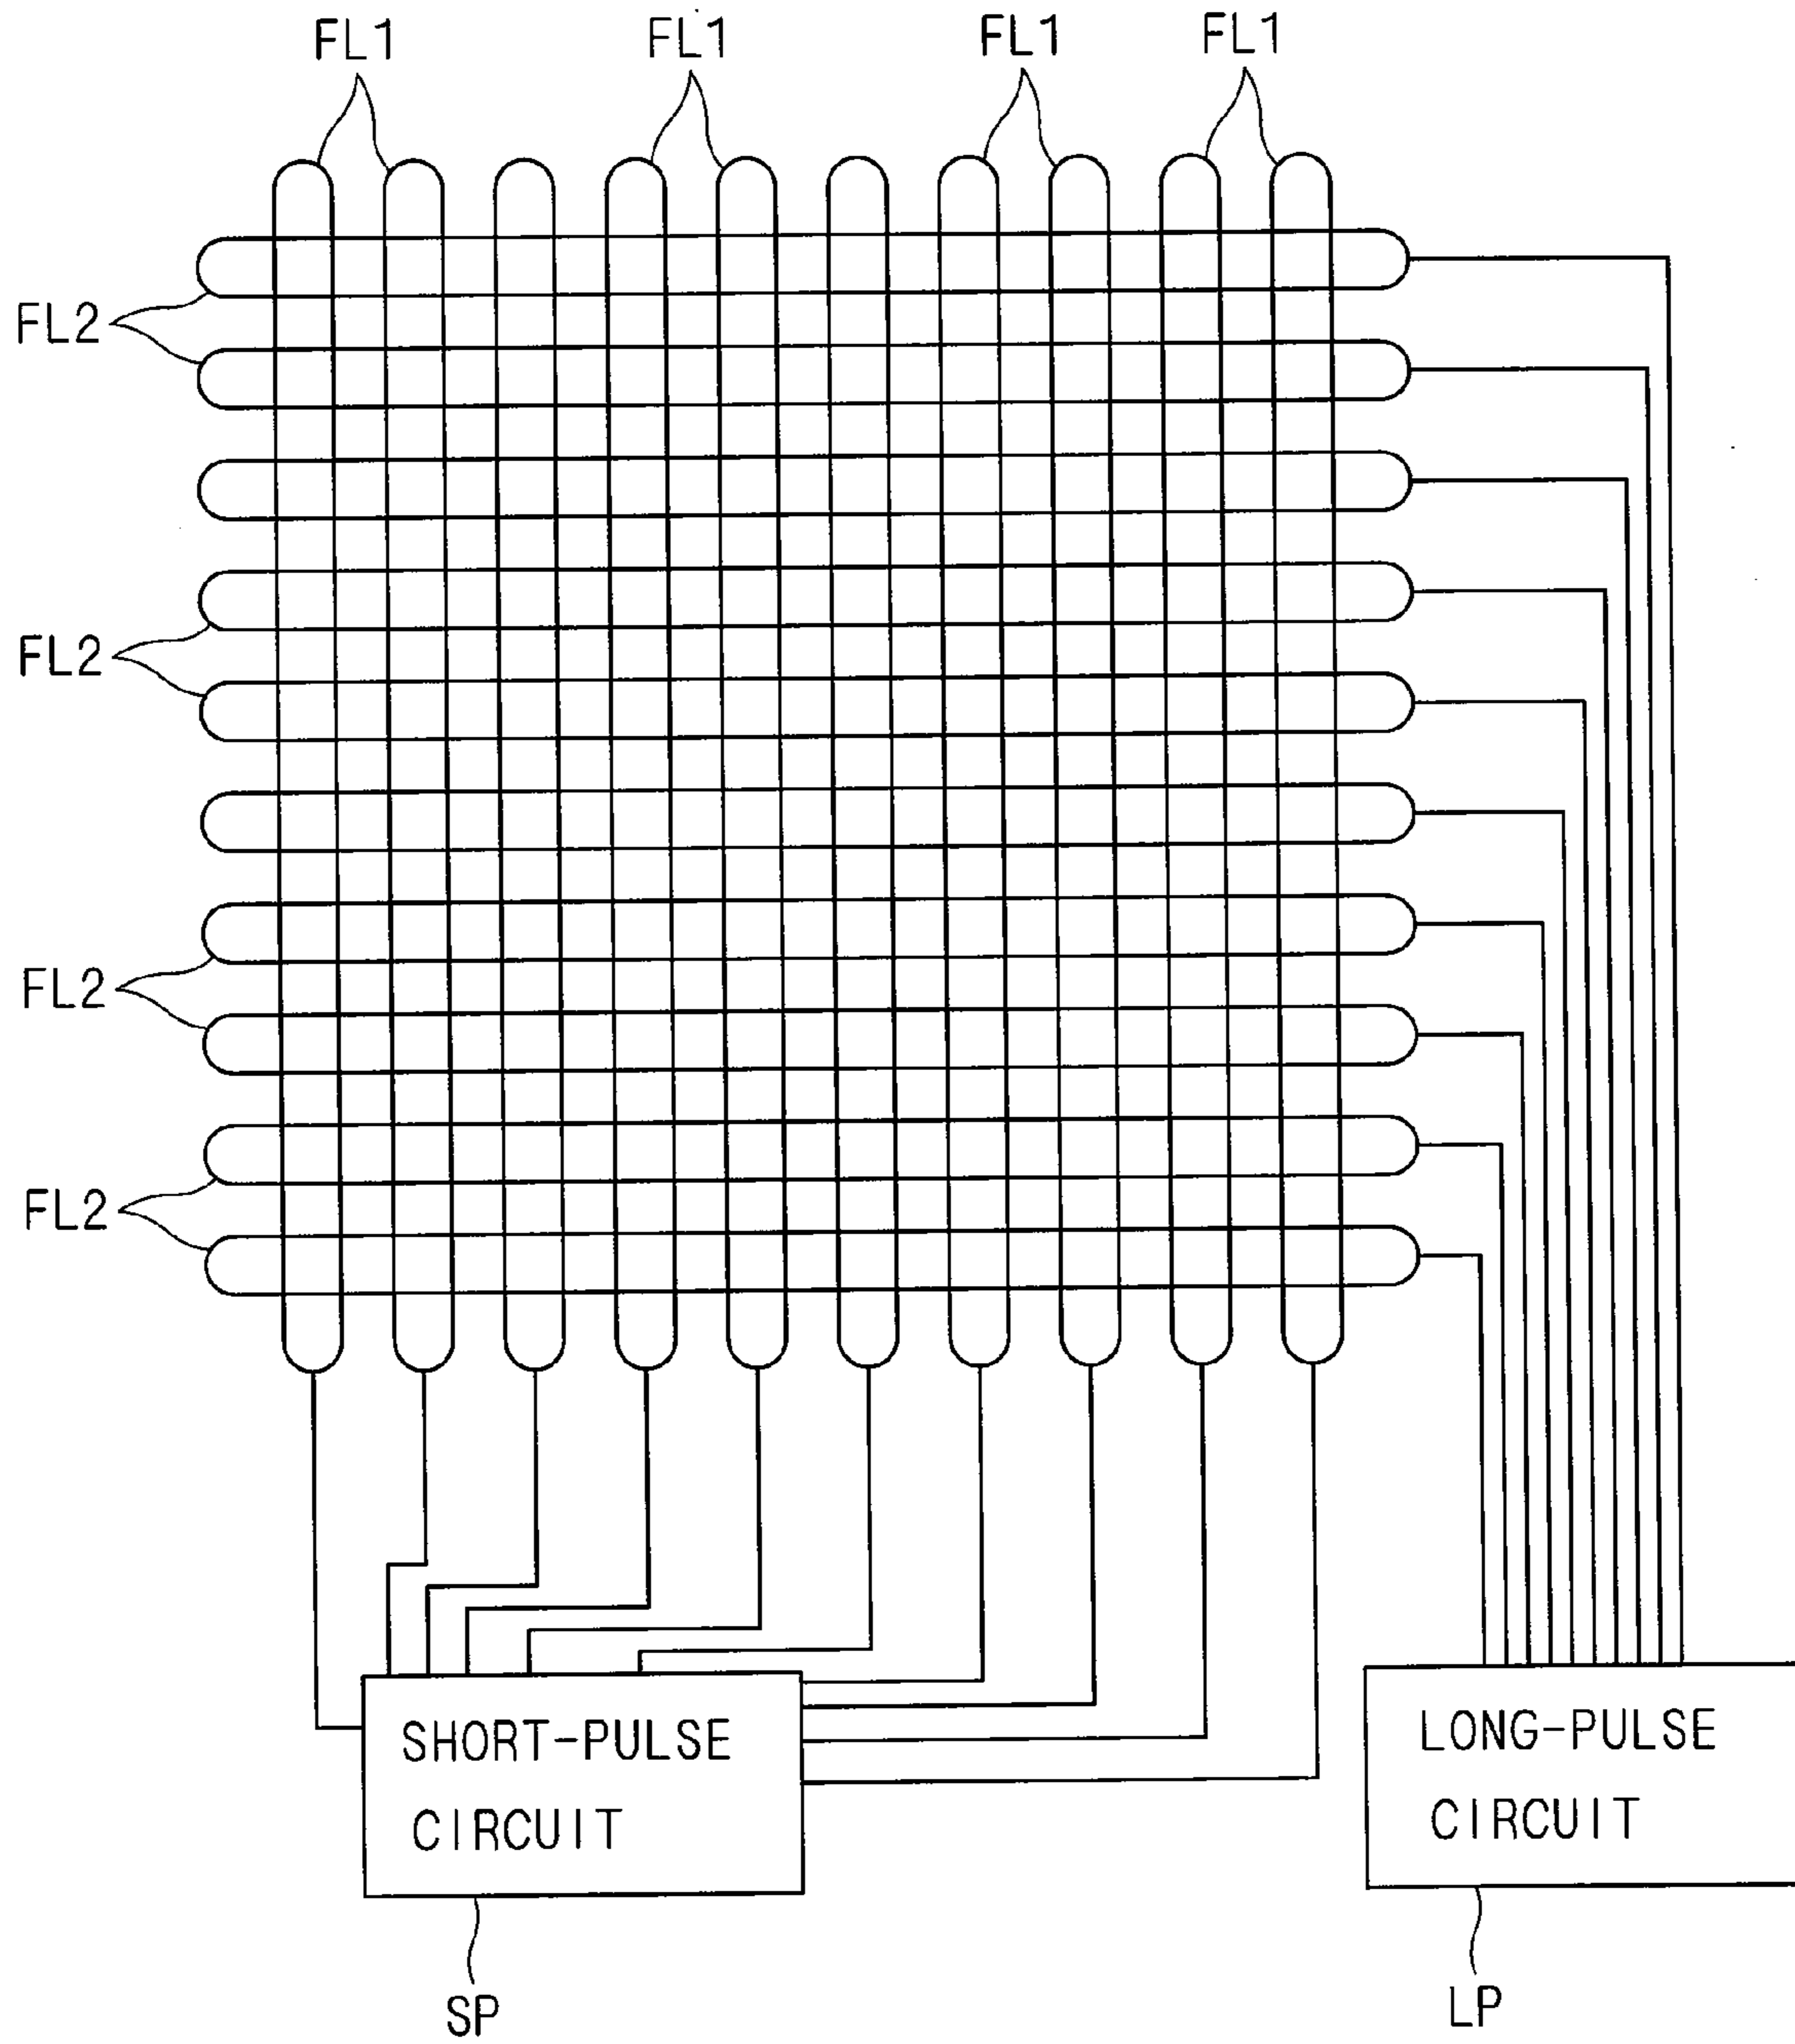 FL1 FL1 FL1 FL1
FL2
FL2
FL2
FL2
SHORT-PULSE
CIRCUIT
LONG-PULSE
CIRCUIT
SP
LP